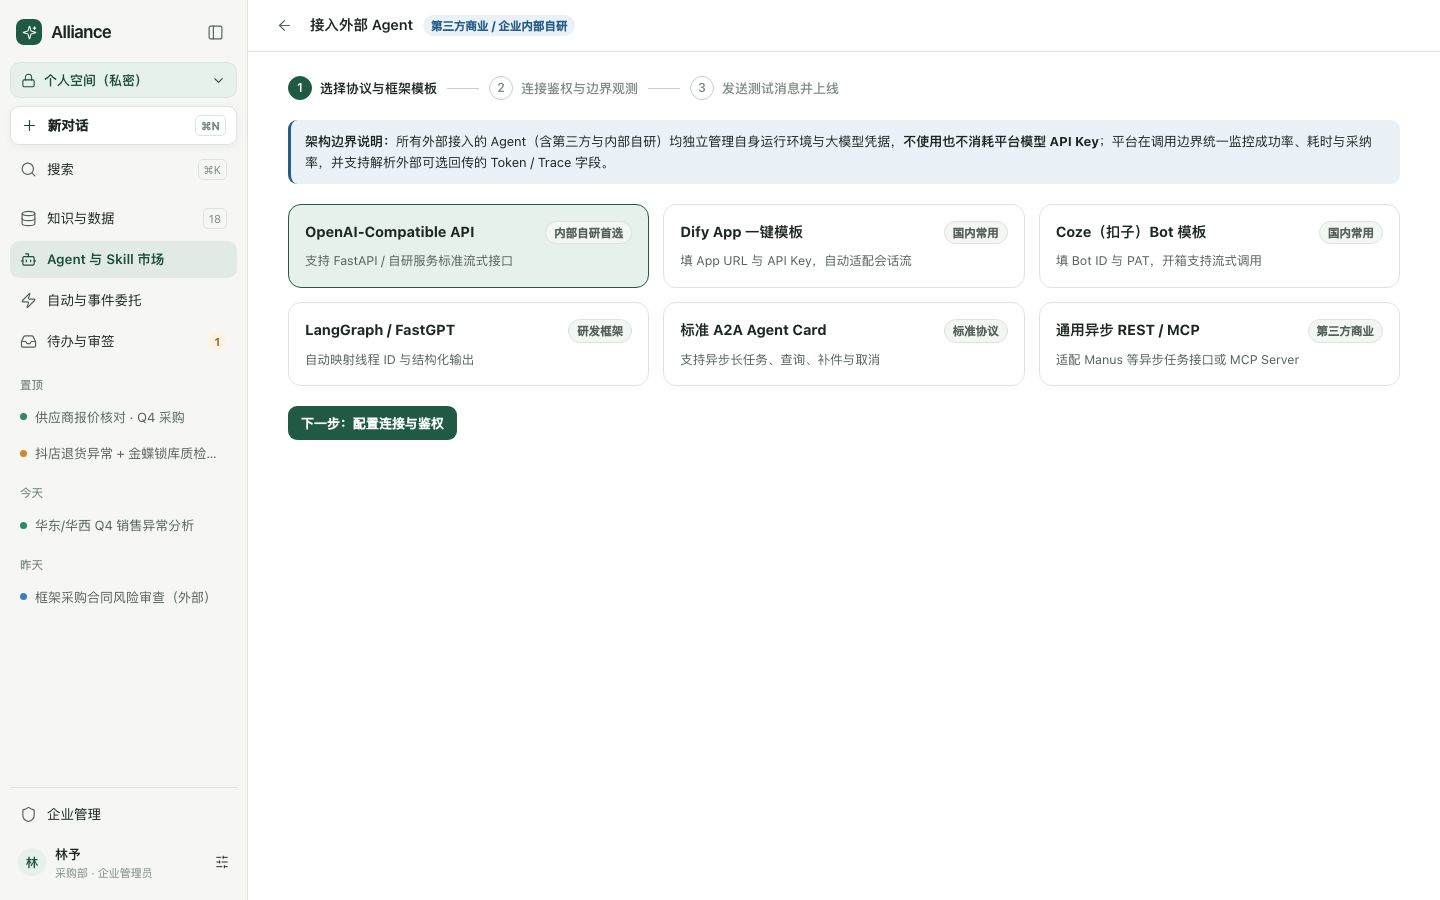 Alliance
个人空间（私密）
新对话 ⌘N
搜索 ⌘K
知识与数据 18
Agent 与 Skill 市场
自动与事件委托
待办与审签 1
置顶
供应商报价核对 · Q4 采购
抖店退货异常 + 金蝶锁库质检...
今天
华东/华西 Q4 销售异常分析
昨天
框架采购合同风险审查（外部）
企业管理
林 林予
采购部 · 企业管理员
接入外部 Agent 第三方商业 / 企业内部自研
1 选择协议与框架模板 2 连接鉴权与边界观测 3 发送测试消息并上线
架构边界说明：所有外部接入的 Agent（含第三方与内部自研）均独立管理自身运行环境与大模型凭据，不使用也不消耗平台模型 API Key；平台在调用边界统一监控成功率、耗时与采纳
率，并支持解析外部可选回传的 Token / Trace 字段。
OpenAI-Compatible API 内部自研首选
支持 FastAPI / 自研服务标准流式接口
Dify App 一键模板 国内常用
填 App URL 与 API Key，自动适配会话流
Coze（扣子）Bot 模板 国内常用
填 Bot ID 与 PAT，开箱支持流式调用
LangGraph / FastGPT 研发框架
自动映射线程 ID 与结构化输出
标准 A2A Agent Card 标准协议
支持异步长任务、查询、补件与取消
通用异步 REST / MCP 第三方商业
适配 Manus 等异步任务接口或 MCP Server
下一步：配置连接与鉴权